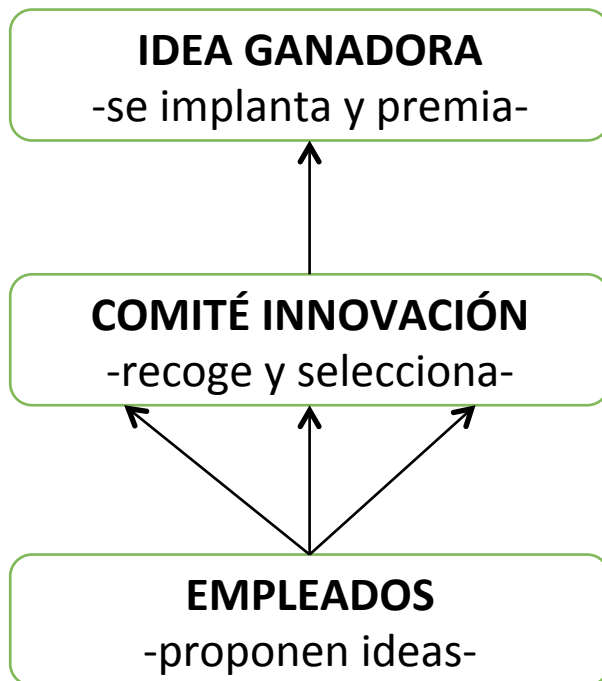 IDEA GANADORA
-se implanta y premia-
COMITÉ INNOVACIÓN
-recoge y selecciona-
EMPLEADOS
-proponen ideas-